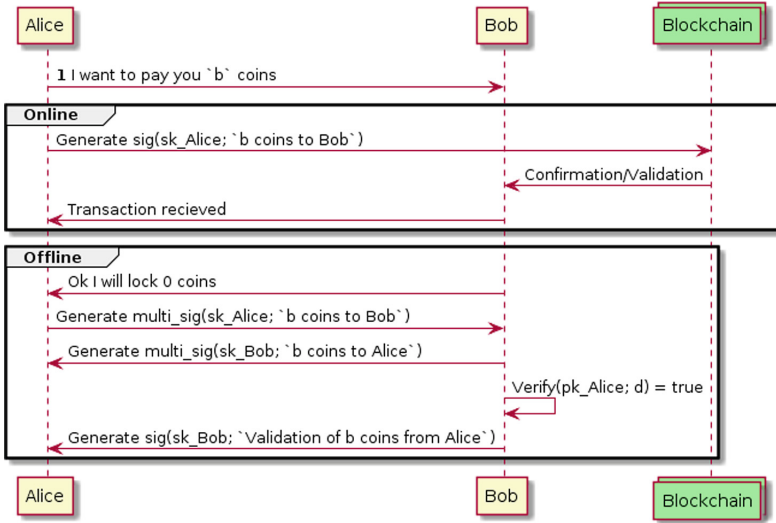 Alice Bob Blockchain
1 I want to pay you `b` coins
Online
Generate sig(sk_Alice; `b coins to Bob`)
Confirmation/Validation
Transaction recieved
Offline
Ok I will lock 0 coins
Generate multi_sig(sk_Alice; `b coins to Bob`)
Generate multi_sig(sk_Bob; `b coins to Alice`)
Verify(pk_Alice; d) = true
Generate sig(sk_Bob; `Validation of b coins from Alice`)
Alice Bob Blockchain